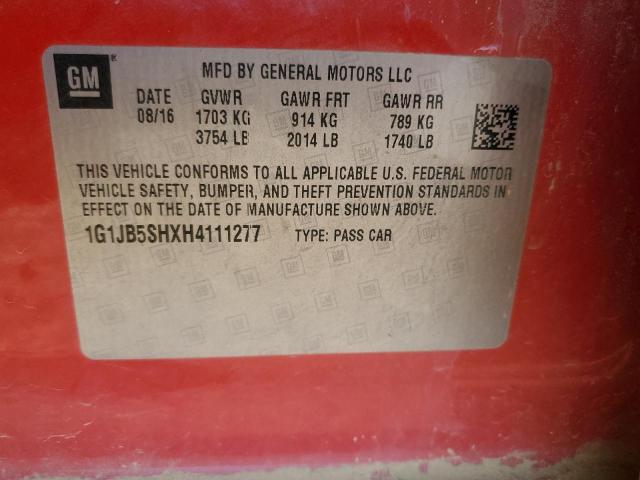 GM ® MFD BY GENERAL MOTORS LLC
DATE GVWR GAWR FRT GAWR RR
08/16 1703 KG 914 KG 789 KG
3754 LB 2014 LB 1740 LB
THIS VEHICLE CONFORMS TO ALL APPLICABLE U.S. FEDERAL MOTOR
VEHICLE SAFETY, BUMPER, AND THEFT PREVENTION STANDARDS IN
EFFECT ON THE DATE OF MANUFACTURE SHOWN ABOVE.
1G1JB5SHXH4111277 TYPE: PASS CAR